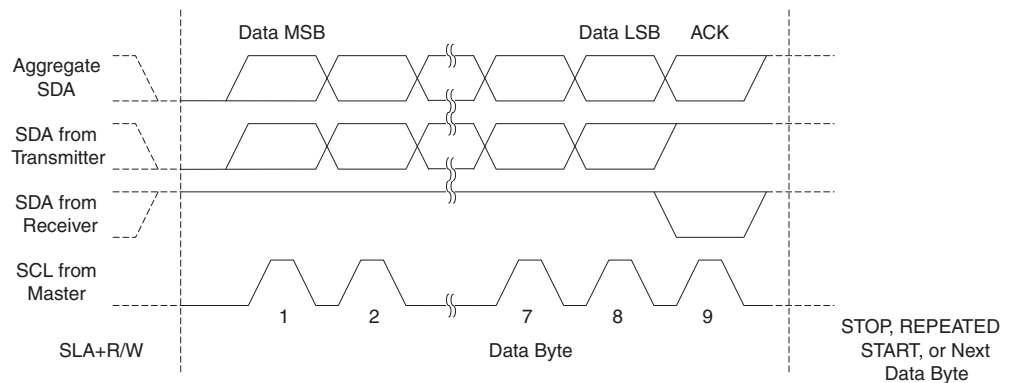 Data MSB
Data LSB
ACK
Aggregate
SDA
SDA from
Transmitter
SDA from
Receiver
SCL from
Master
1
2
7
8
9
SLA+R/W
Data Byte
STOP, REPEATED
START, or Next
Data Byte